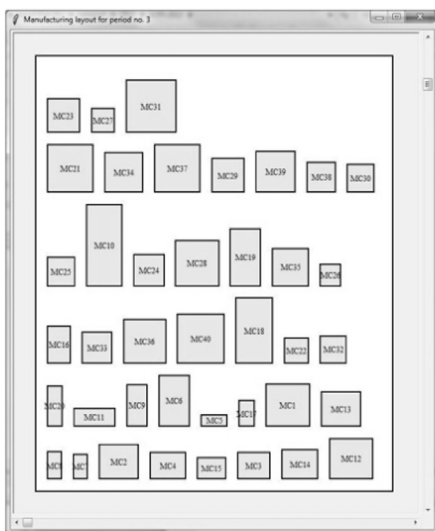 Manufacturing layout for period no. 3
MC23 MC27 MC31
MC21 MC34 MC37 MC29 MC39 MC38 MC30
MC25 MC10 MC24 MC28 MC19 MC35 MC26
MC16 MC33 MC36 MC40 MC18 MC22 MC32
MC20 MC11 MC9 MC6 MC5 MC17 MC1 MC13
MC8 MC7 MC2 MC4 MC15 MC3 MC14 MC12